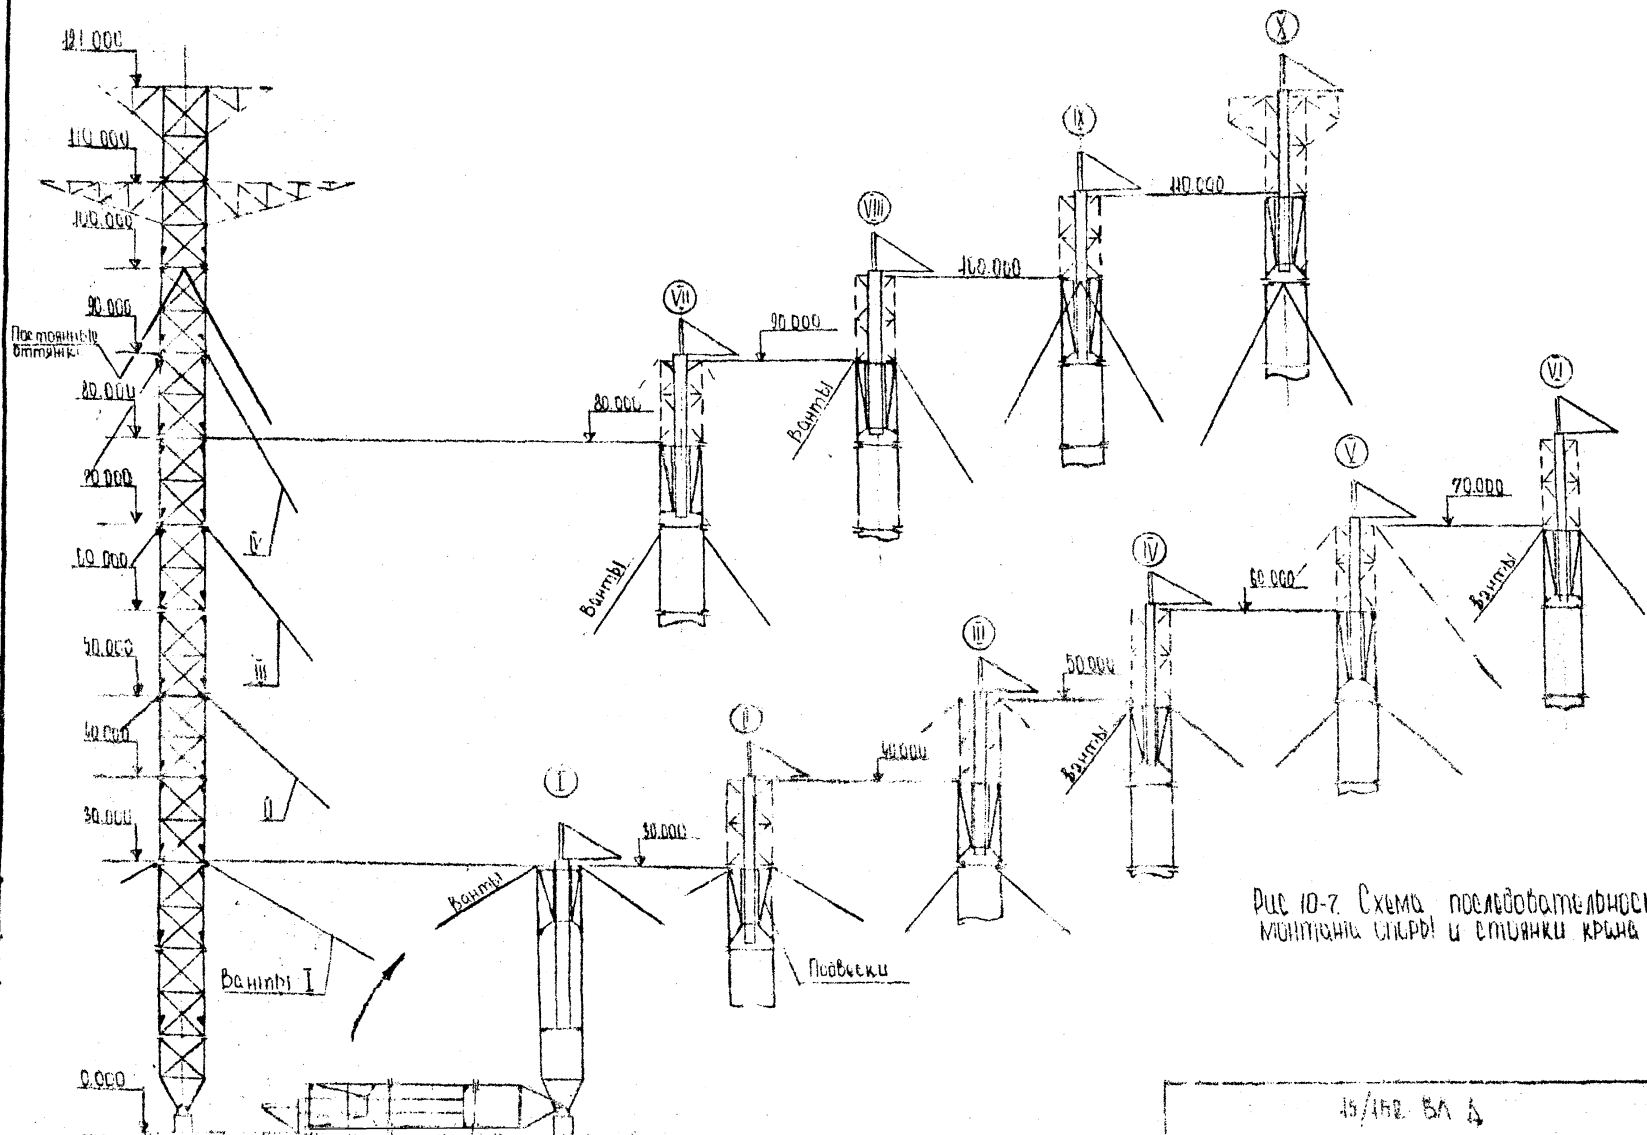 121.000
110.000
100.000
90.000
Постоянные
оттяжки
80.000
70.000
60.000
50.000
40.000
30.000
0.000
IV
III
II
Ванты I
I
Ванты
30.000
II
Подвески
40.000
III
50.000
IV
Ванты
60.000
V
70.000
VI
Ванты
80.000
VII
Ванты
90.000
VIII
Ванты
100.000
IX
110.000
X
Рис 10-7. Схема последовательнос
монтажа опоры и стоянки крана
ВЛ